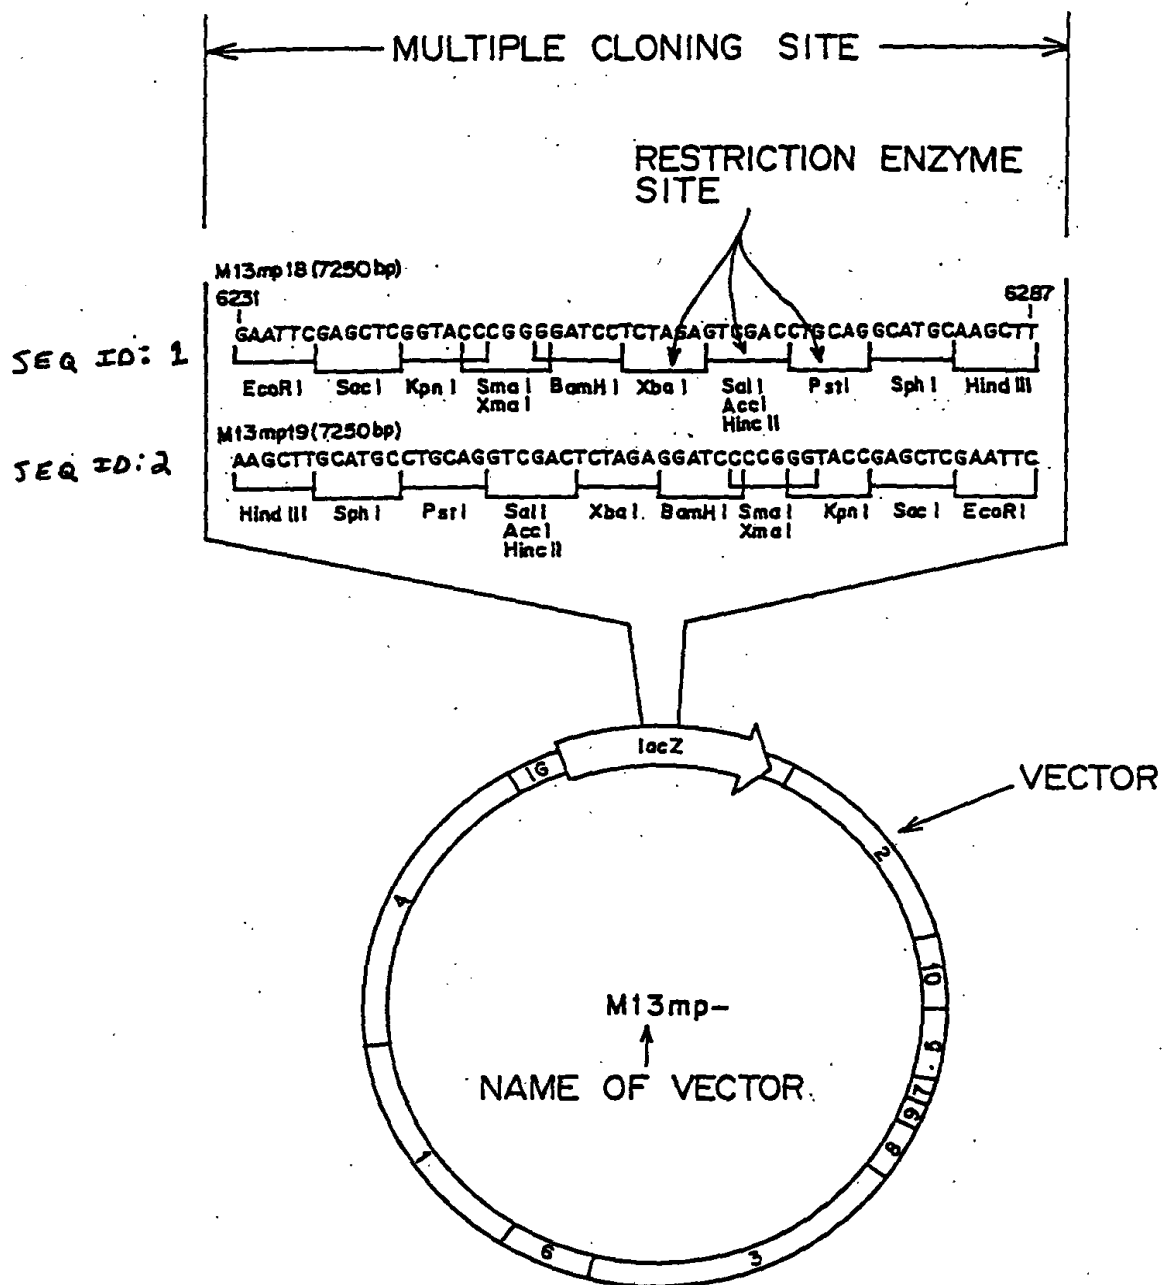 MULTIPLE CLONING SITE
RESTRICTION ENZYME
SITE
M13mp18 (7250bp)
6231 6287
SEQ ID: 1 GAATTCGAGCTCGGTACCCGGGGATCCTCTAGAGTCGACCTGCAGGCATGCAAGCTT
EcoRI SacI KpnI SmaI BamHI XbaI SalI PstI SphI HindIII
XmaI AccI
HincII
M13mp19 (7250bp)
SEQ ID: 2 AAGCTTGCATGCCTGCAGGTCGACTCTAGAGGATCCCCGGGTACCGAGCTCGAATTC
HindIII SphI PstI SalI XbaI. BamHI SmaI KpnI SacI EcoRI
AccI XmaI
HincII
lacZ
IG
VECTOR
2
4
10
M13mp-
5
NAME OF VECTOR
7
9
8
1
6
3